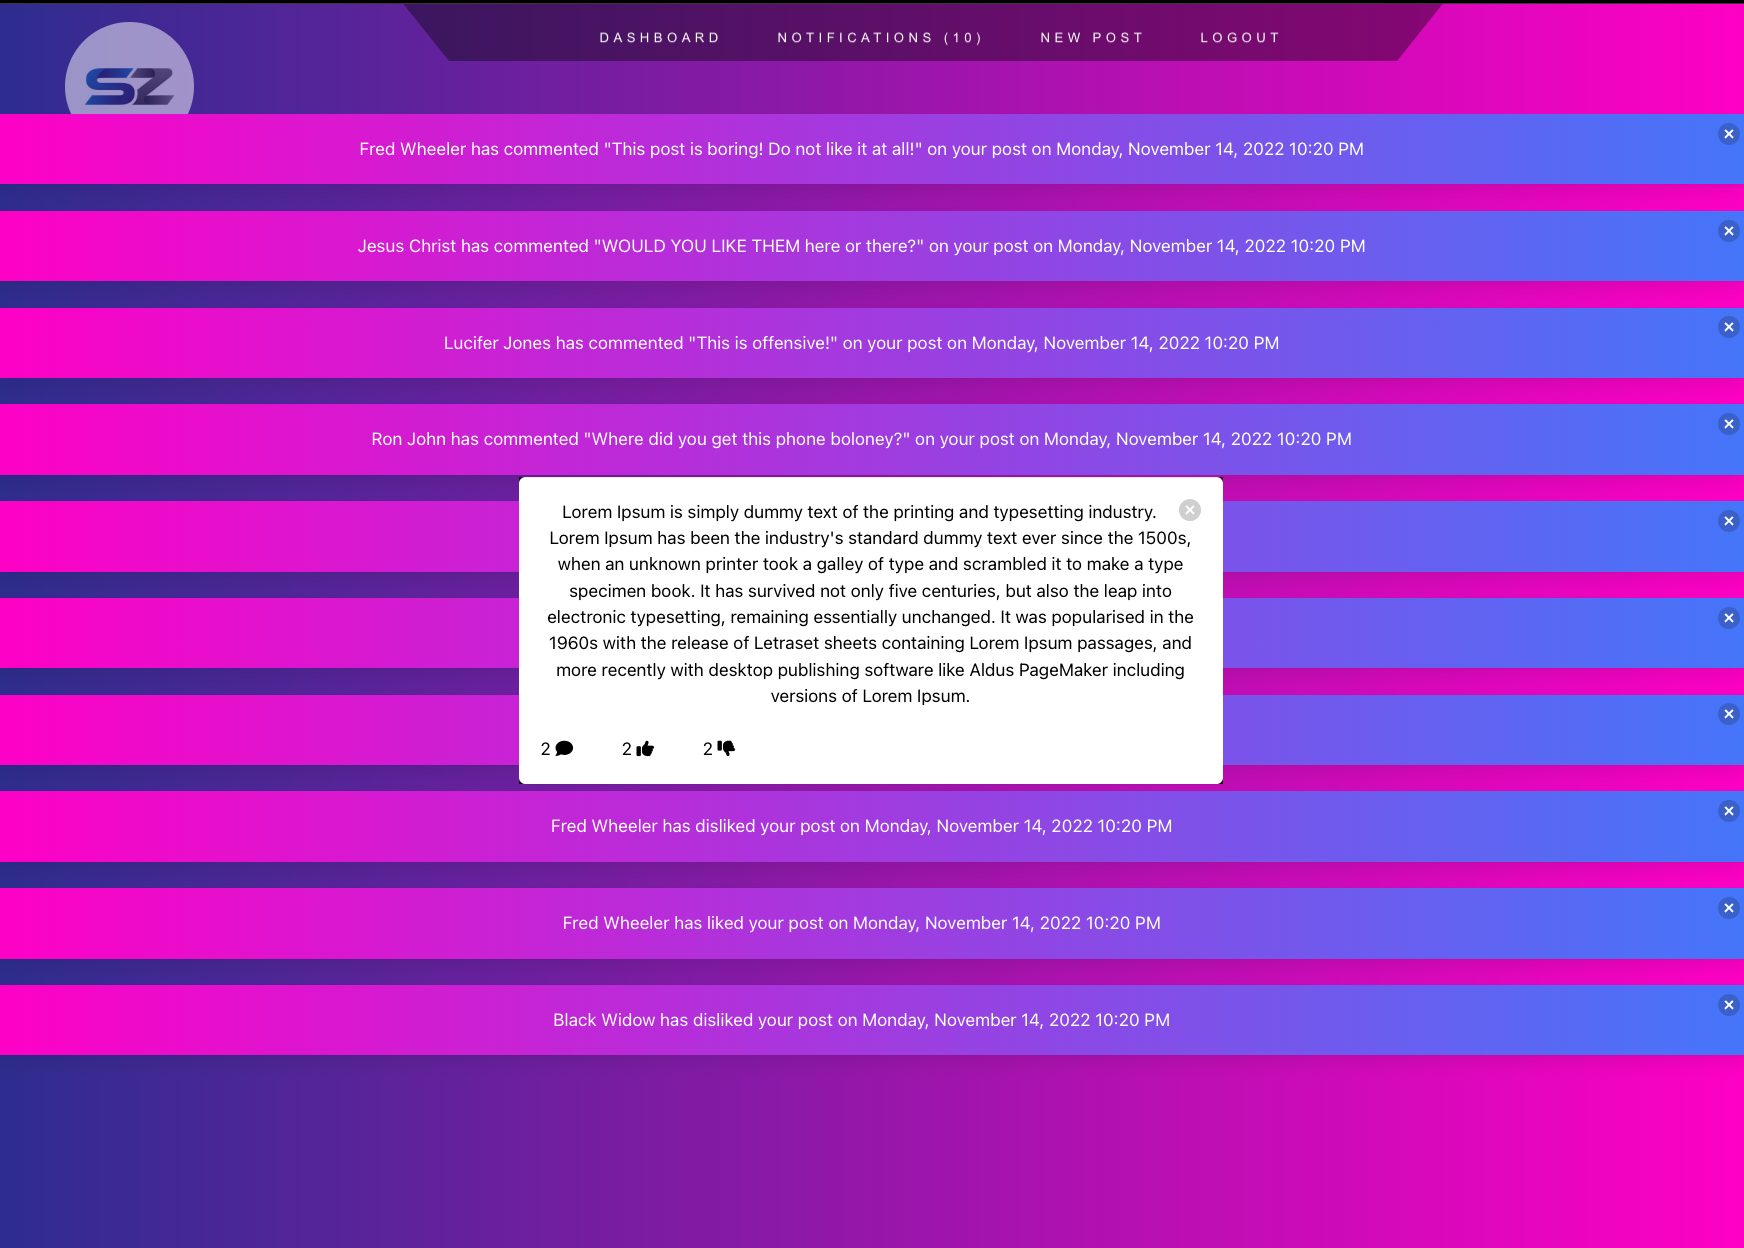 SZ
DASHBOARD NOTIFICATIONS (10) NEW POST LOGOUT
Fred Wheeler has commented "This post is boring! Do not like it at all!" on your post on Monday, November 14, 2022 10:20 PM
Jesus Christ has commented "WOULD YOU LIKE THEM here or there?" on your post on Monday, November 14, 2022 10:20 PM
Lucifer Jones has commented "This is offensive!" on your post on Monday, November 14, 2022 10:20 PM
Ron John has commented "Where did you get this phone boloney?" on your post on Monday, November 14, 2022 10:20 PM
Lorem Ipsum is simply dummy text of the printing and typesetting industry.
Lorem Ipsum has been the industry's standard dummy text ever since the 1500s,
when an unknown printer took a galley of type and scrambled it to make a type
specimen book. It has survived not only five centuries, but also the leap into
electronic typesetting, remaining essentially unchanged. It was popularised in the
1960s with the release of Letraset sheets containing Lorem Ipsum passages, and
more recently with desktop publishing software like Aldus PageMaker including
versions of Lorem Ipsum.
2 2 2
Fred Wheeler has disliked your post on Monday, November 14, 2022 10:20 PM
Fred Wheeler has liked your post on Monday, November 14, 2022 10:20 PM
Black Widow has disliked your post on Monday, November 14, 2022 10:20 PM